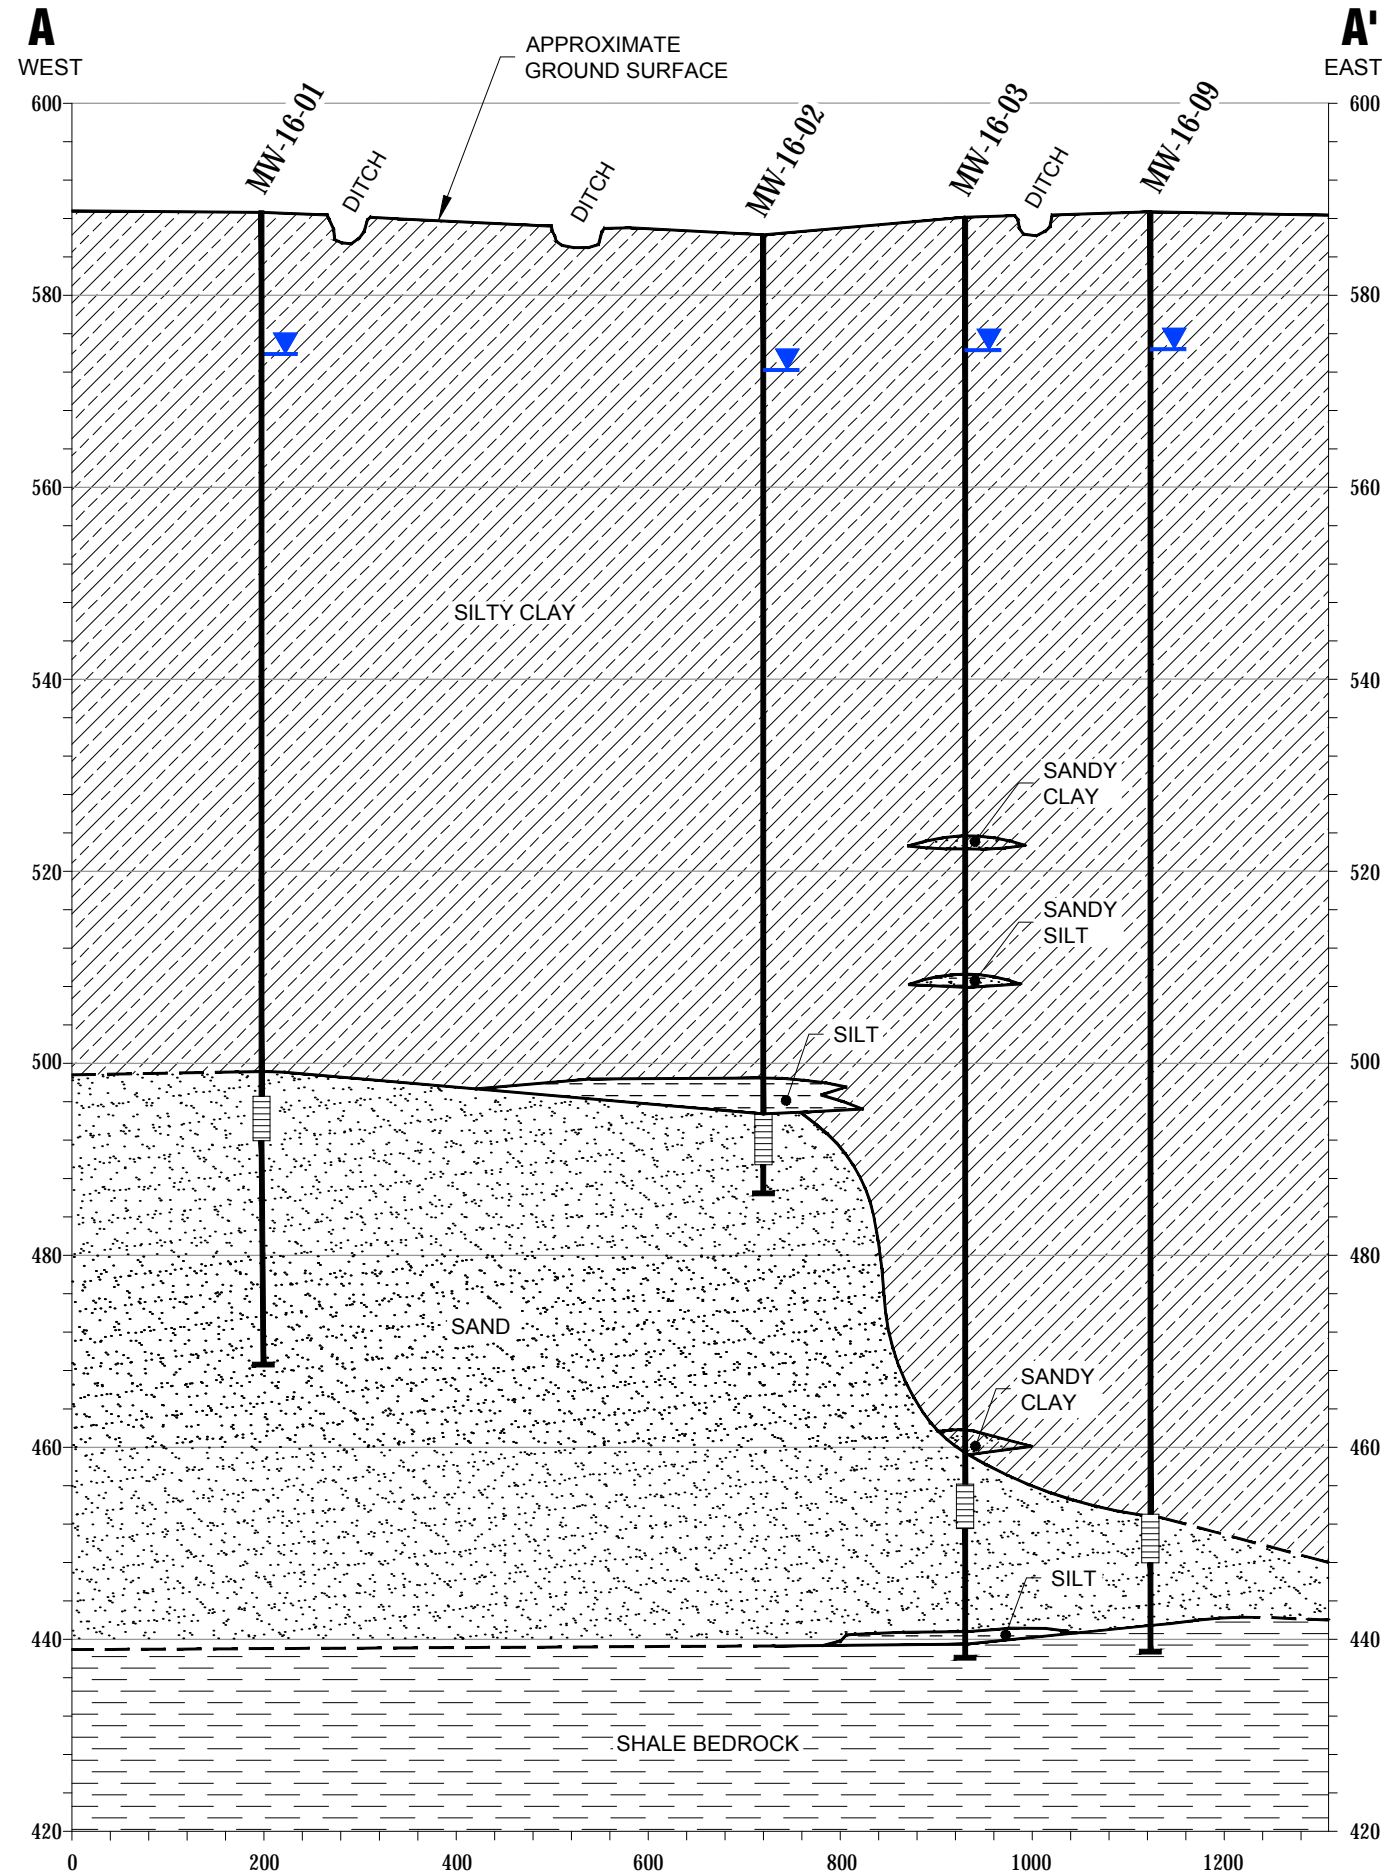 A
WEST
A'
EAST
APPROXIMATE
GROUND SURFACE
MW-16-01
DITCH
DITCH
MW-16-02
MW-16-03
DITCH
MW-16-09
600
600
580
580
560
560
SILTY CLAY
540
540
SANDY
CLAY
520
520
SANDY
SILT
SILT
500
500
480
480
SAND
SANDY
CLAY
460
460
SILT
440
440
SHALE BEDROCK
420
420
0
200
400
600
800
1000
1200